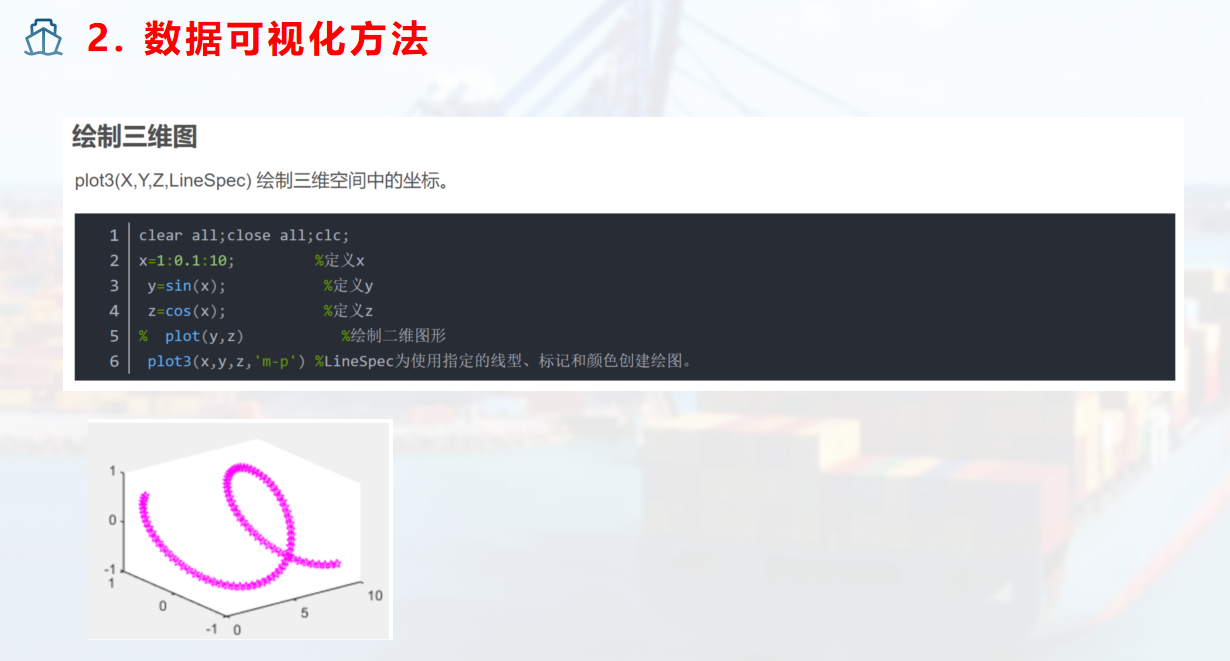 2. 数据可视化方法
绘制三维图
plot3(X,Y,Z,LineSpec) 绘制三维空间中的坐标。
1 clear all;close all;clc;
2 x=1:0.1:10; %定义x
3 y=sin(x); %定义y
4 z=cos(x); %定义z
5 % plot(y,z) %绘制二维图形
6 plot3(x,y,z,'m-p') %LineSpec为使用指定的线型、标记和颜色创建绘图。
1
0
-1
1
0
-1
0
5
10